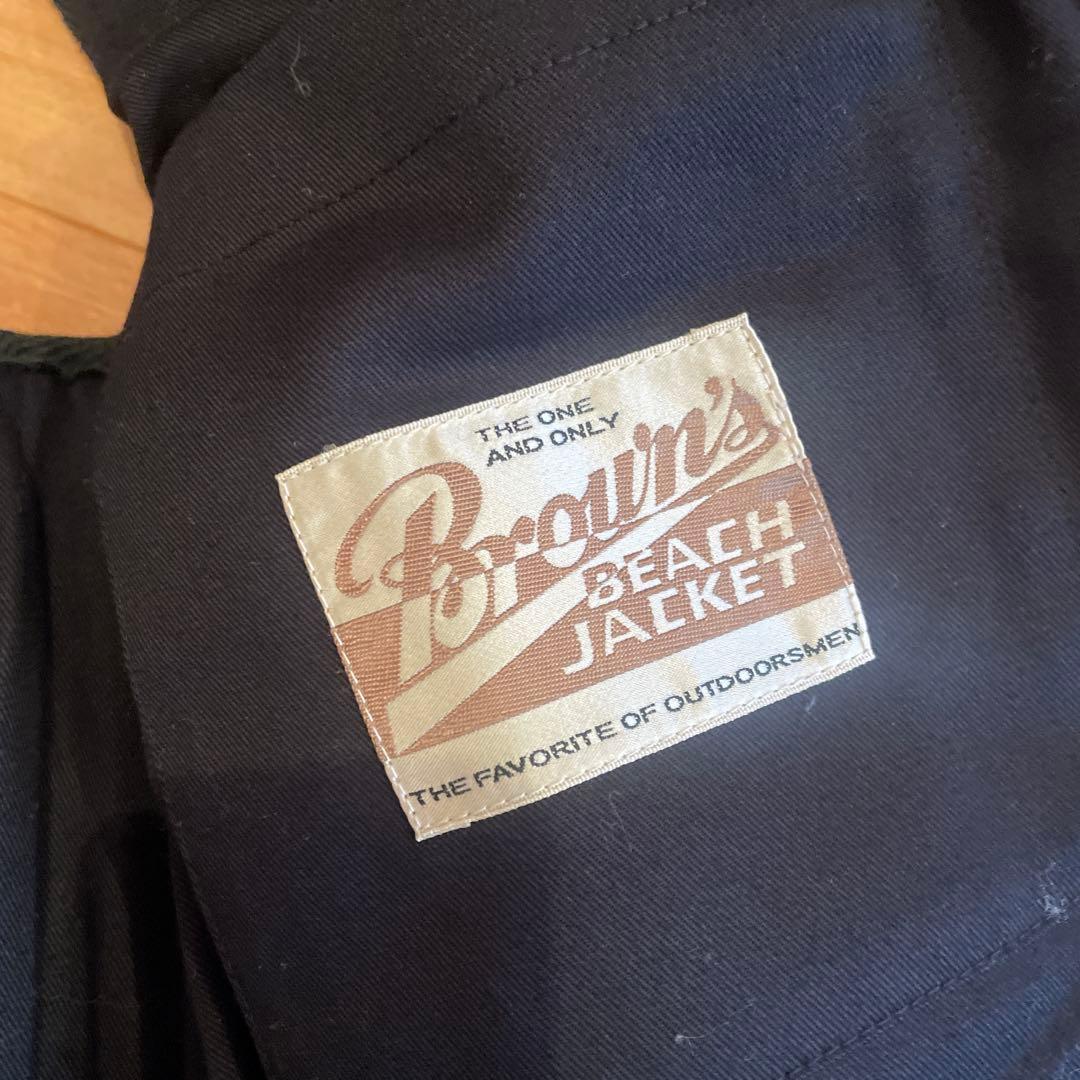 THE ONE
AND ONLY
Brown's
BEACH
JACKET
THE FAVORITE OF OUTDOORSMEN